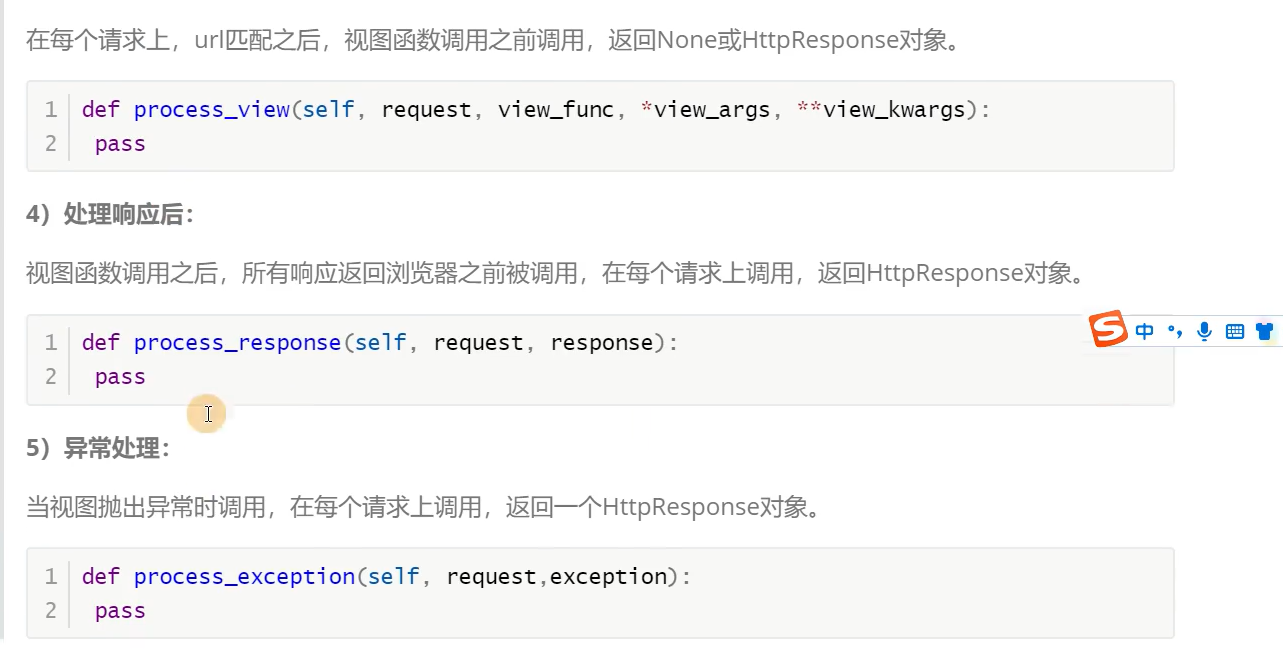 在每个请求上，url匹配之后，视图函数调用之前调用，返回None或HttpResponse对象。
1 def process_view(self, request, view_func, *view_args, **view_kwargs):
2 pass
4）处理响应后：
视图函数调用之后，所有响应返回浏览器之前被调用，在每个请求上调用，返回HttpResponse对象。
1 def process_response(self, request, response):
中
2 pass
5）异常处理：
当视图抛出异常时调用，在每个请求上调用，返回一个HttpResponse对象。
1 def process_exception(self, request,exception):
2 pass